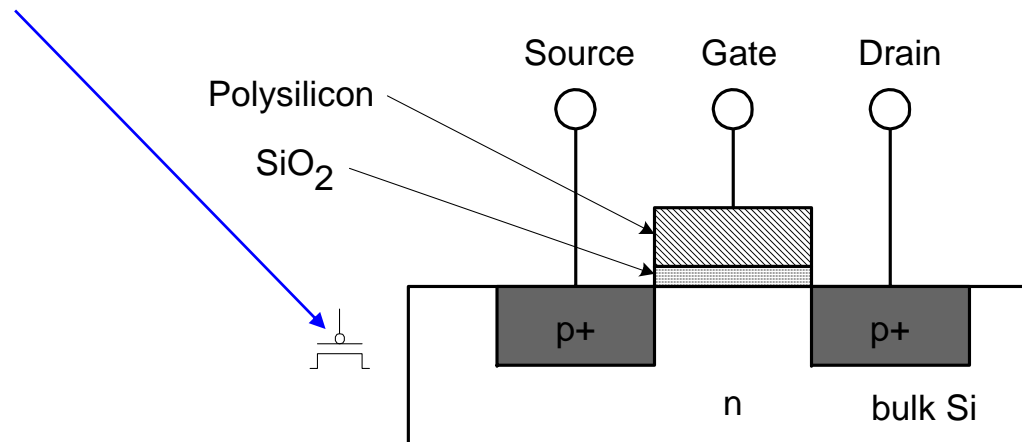 Source Gate Drain
Polysilicon
SiO2
p+ p+
n bulk Si